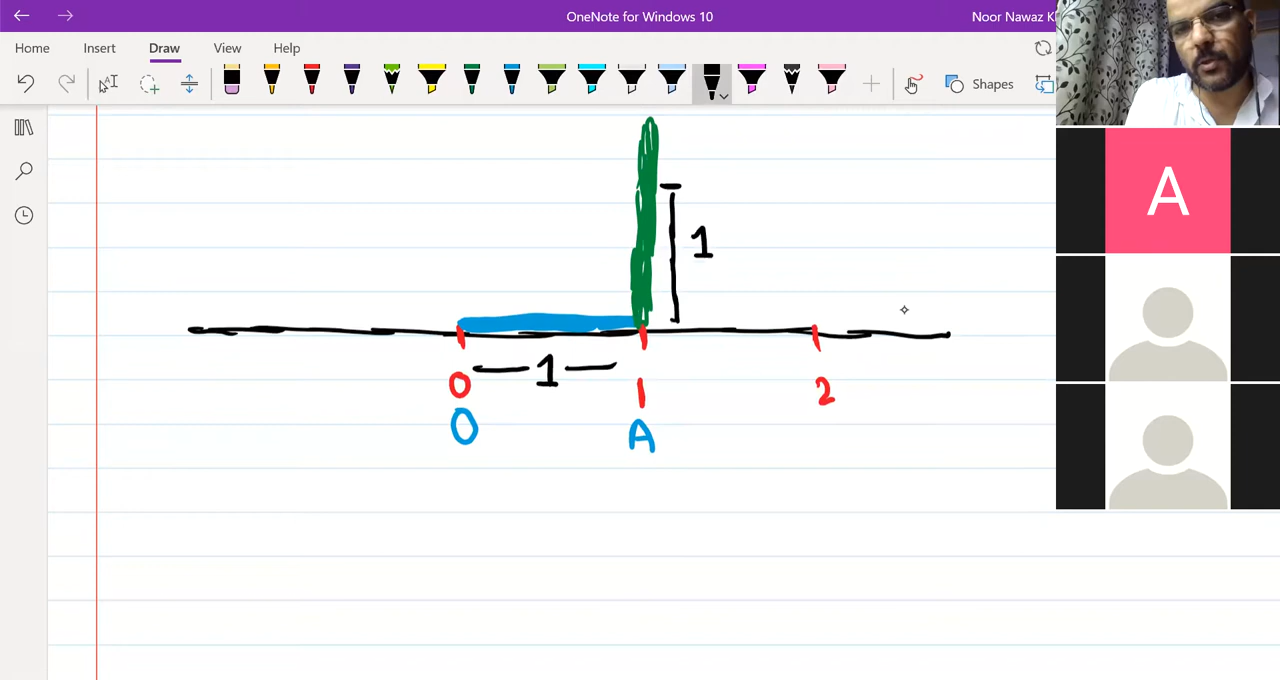 OneNote for Windows 10
Noor Nawaz K
Home Insert Draw View Help
Shapes
A
1
1
0 1 2
O A